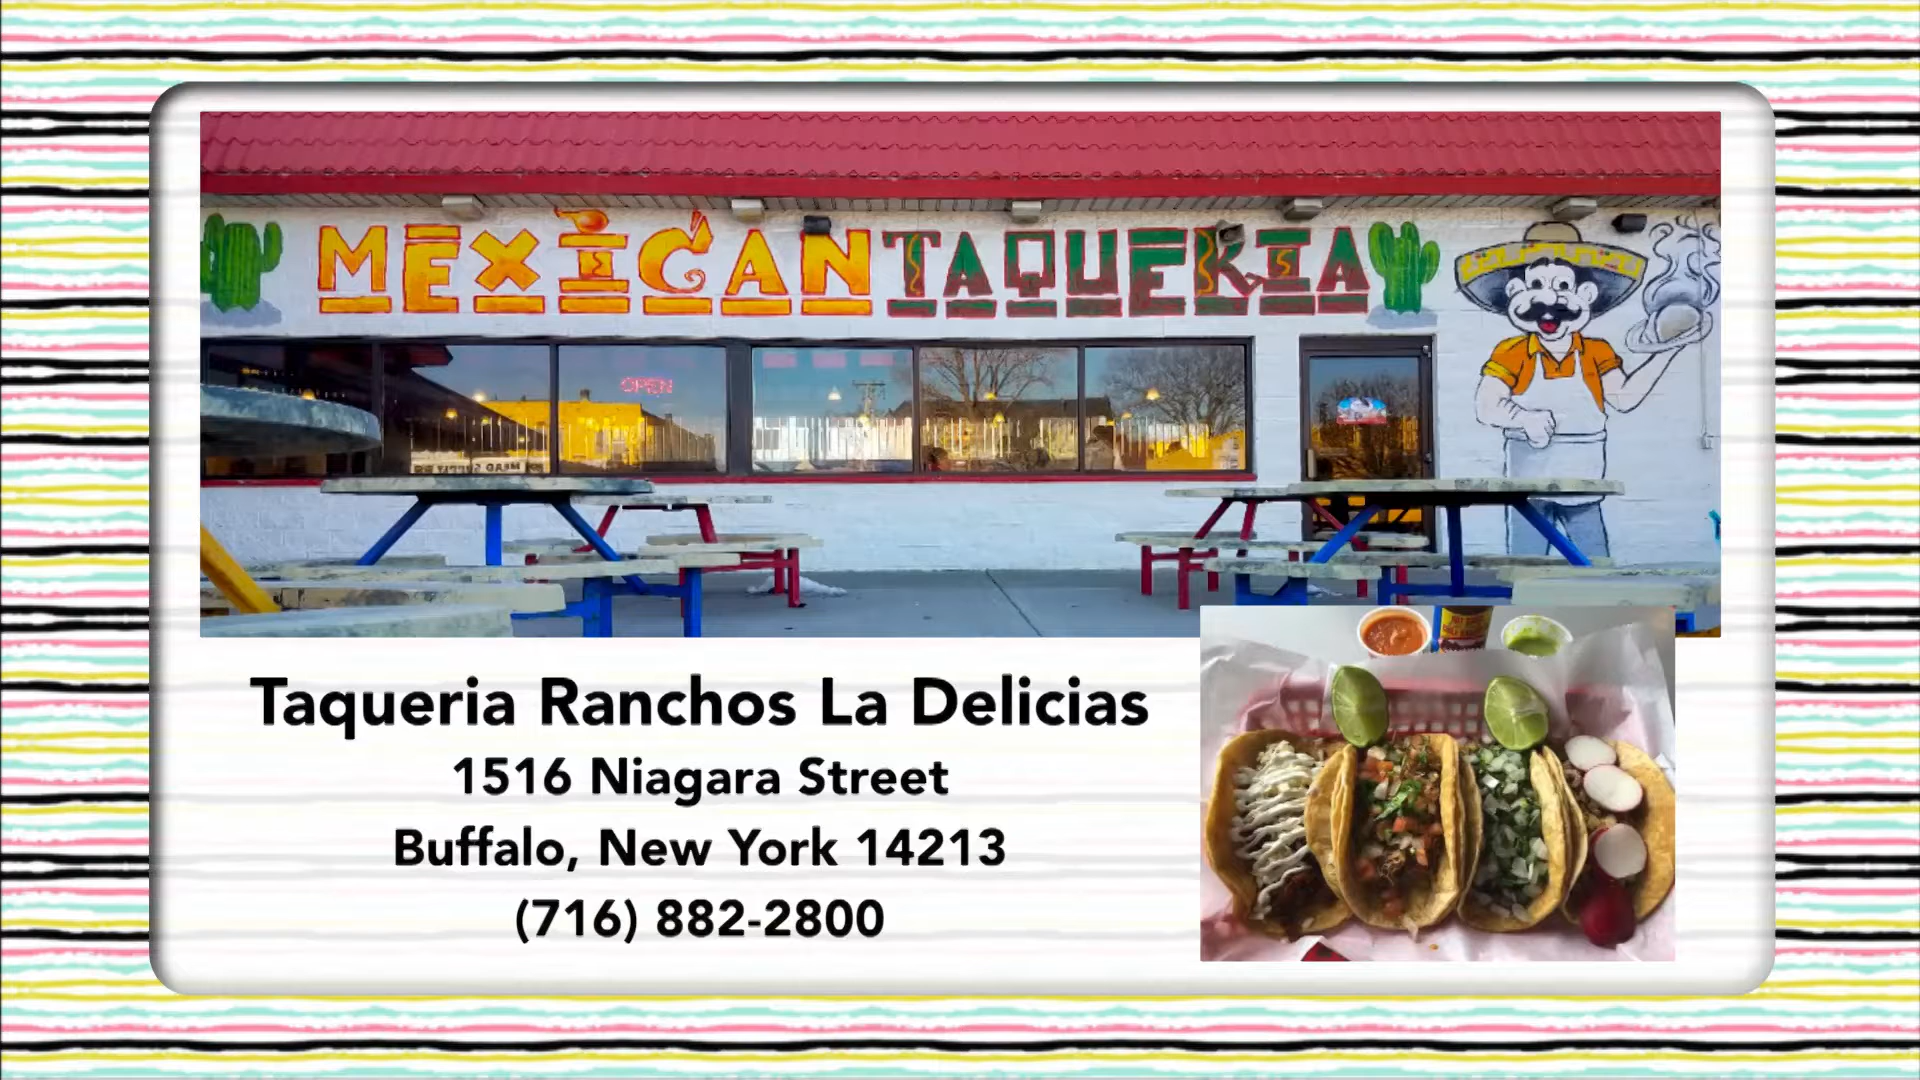 MEXICAN TAQUERIA
OPEN
Taqueria Ranchos La Delicias
1516 Niagara Street
Buffalo, New York 14213
(716) 882-2800